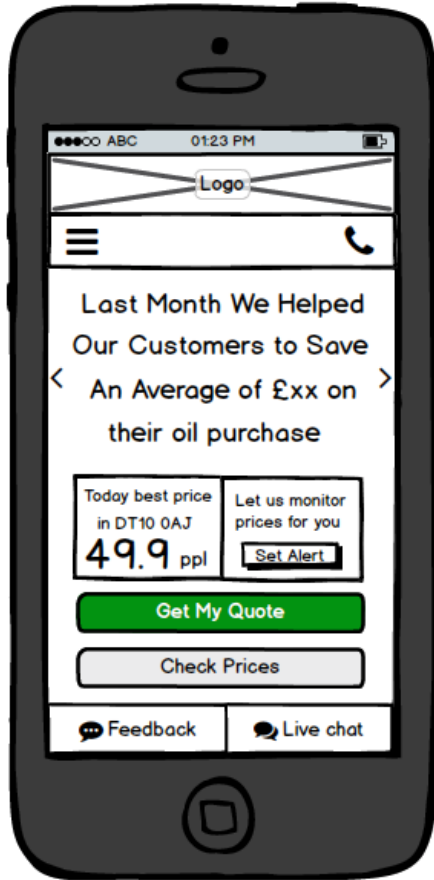 ABC 01:23 PM
Logo
Last Month We Helped
Our Customers to Save
An Average of £xx on
their oil purchase
Today best price
in DT10 0AJ
49.9 ppl
Let us monitor
prices for you
Set Alert
Get My Quote
Check Prices
Feedback
Live chat